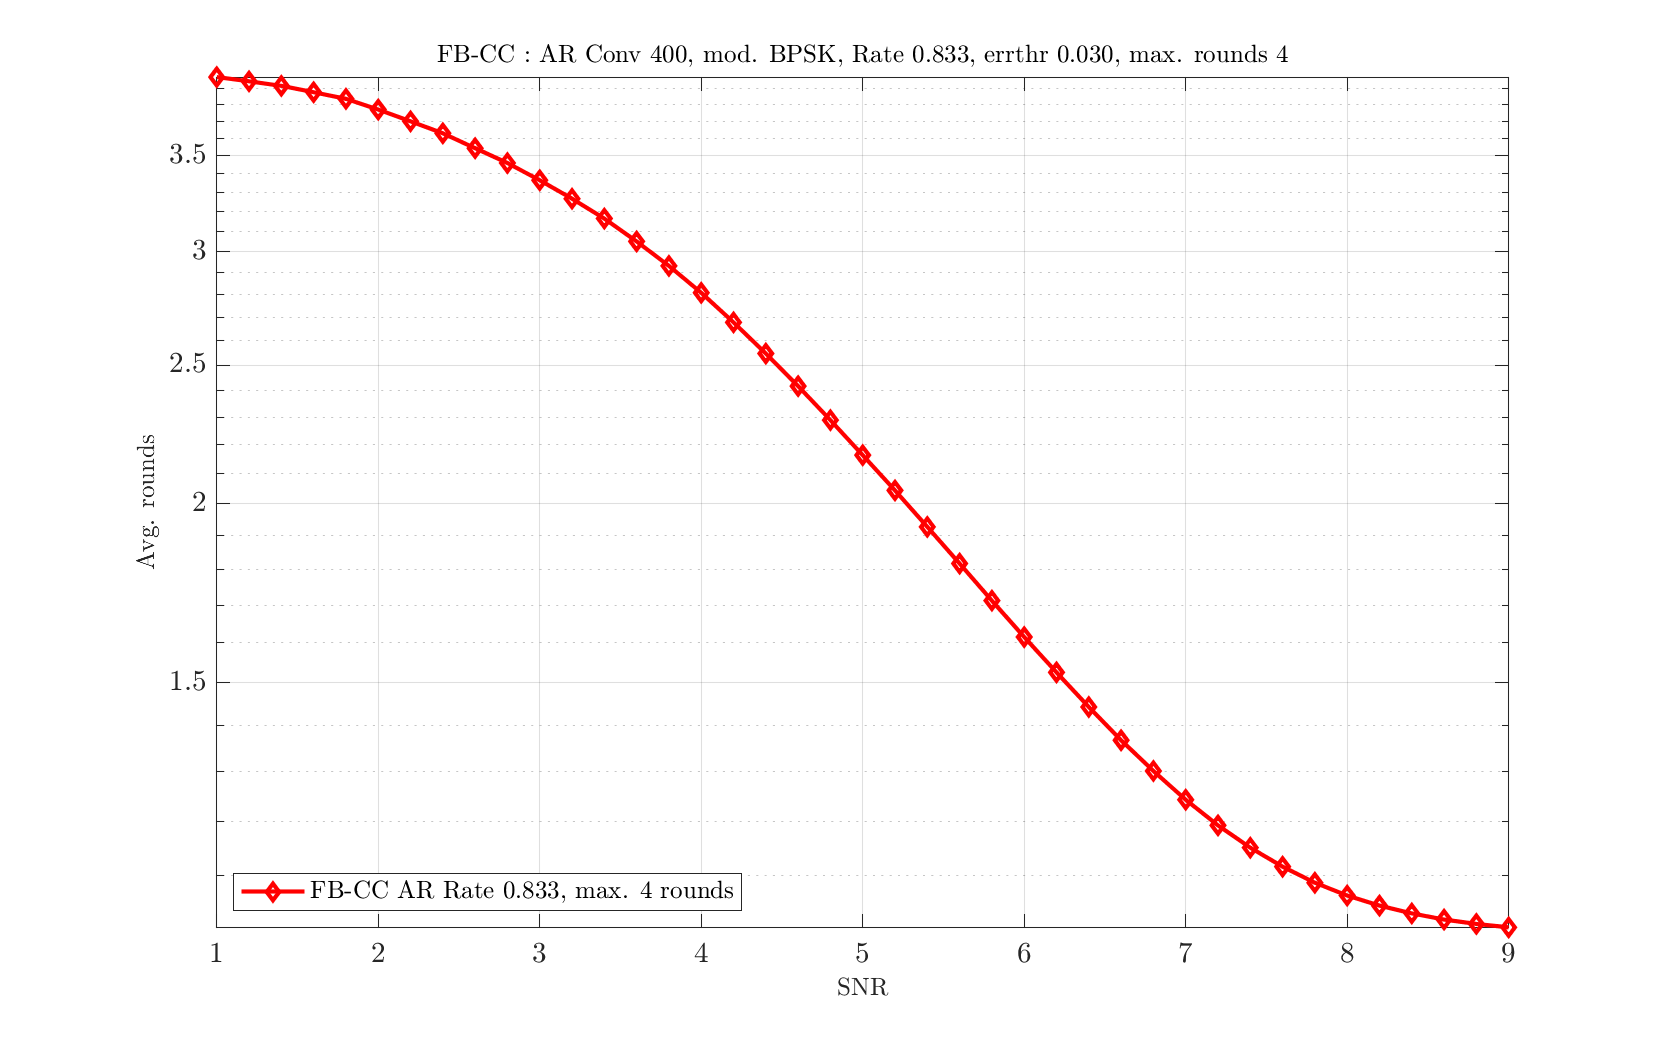 FB-CC : AR Conv 400, mod. BPSK, Rate 0.833, errthr 0.030, max. rounds 4
3.5
3
2.5
2
1.5
Avg. rounds
FB-CC AR Rate 0.833, max. 4 rounds
1 2 3 4 5 6 7 8 9
SNR